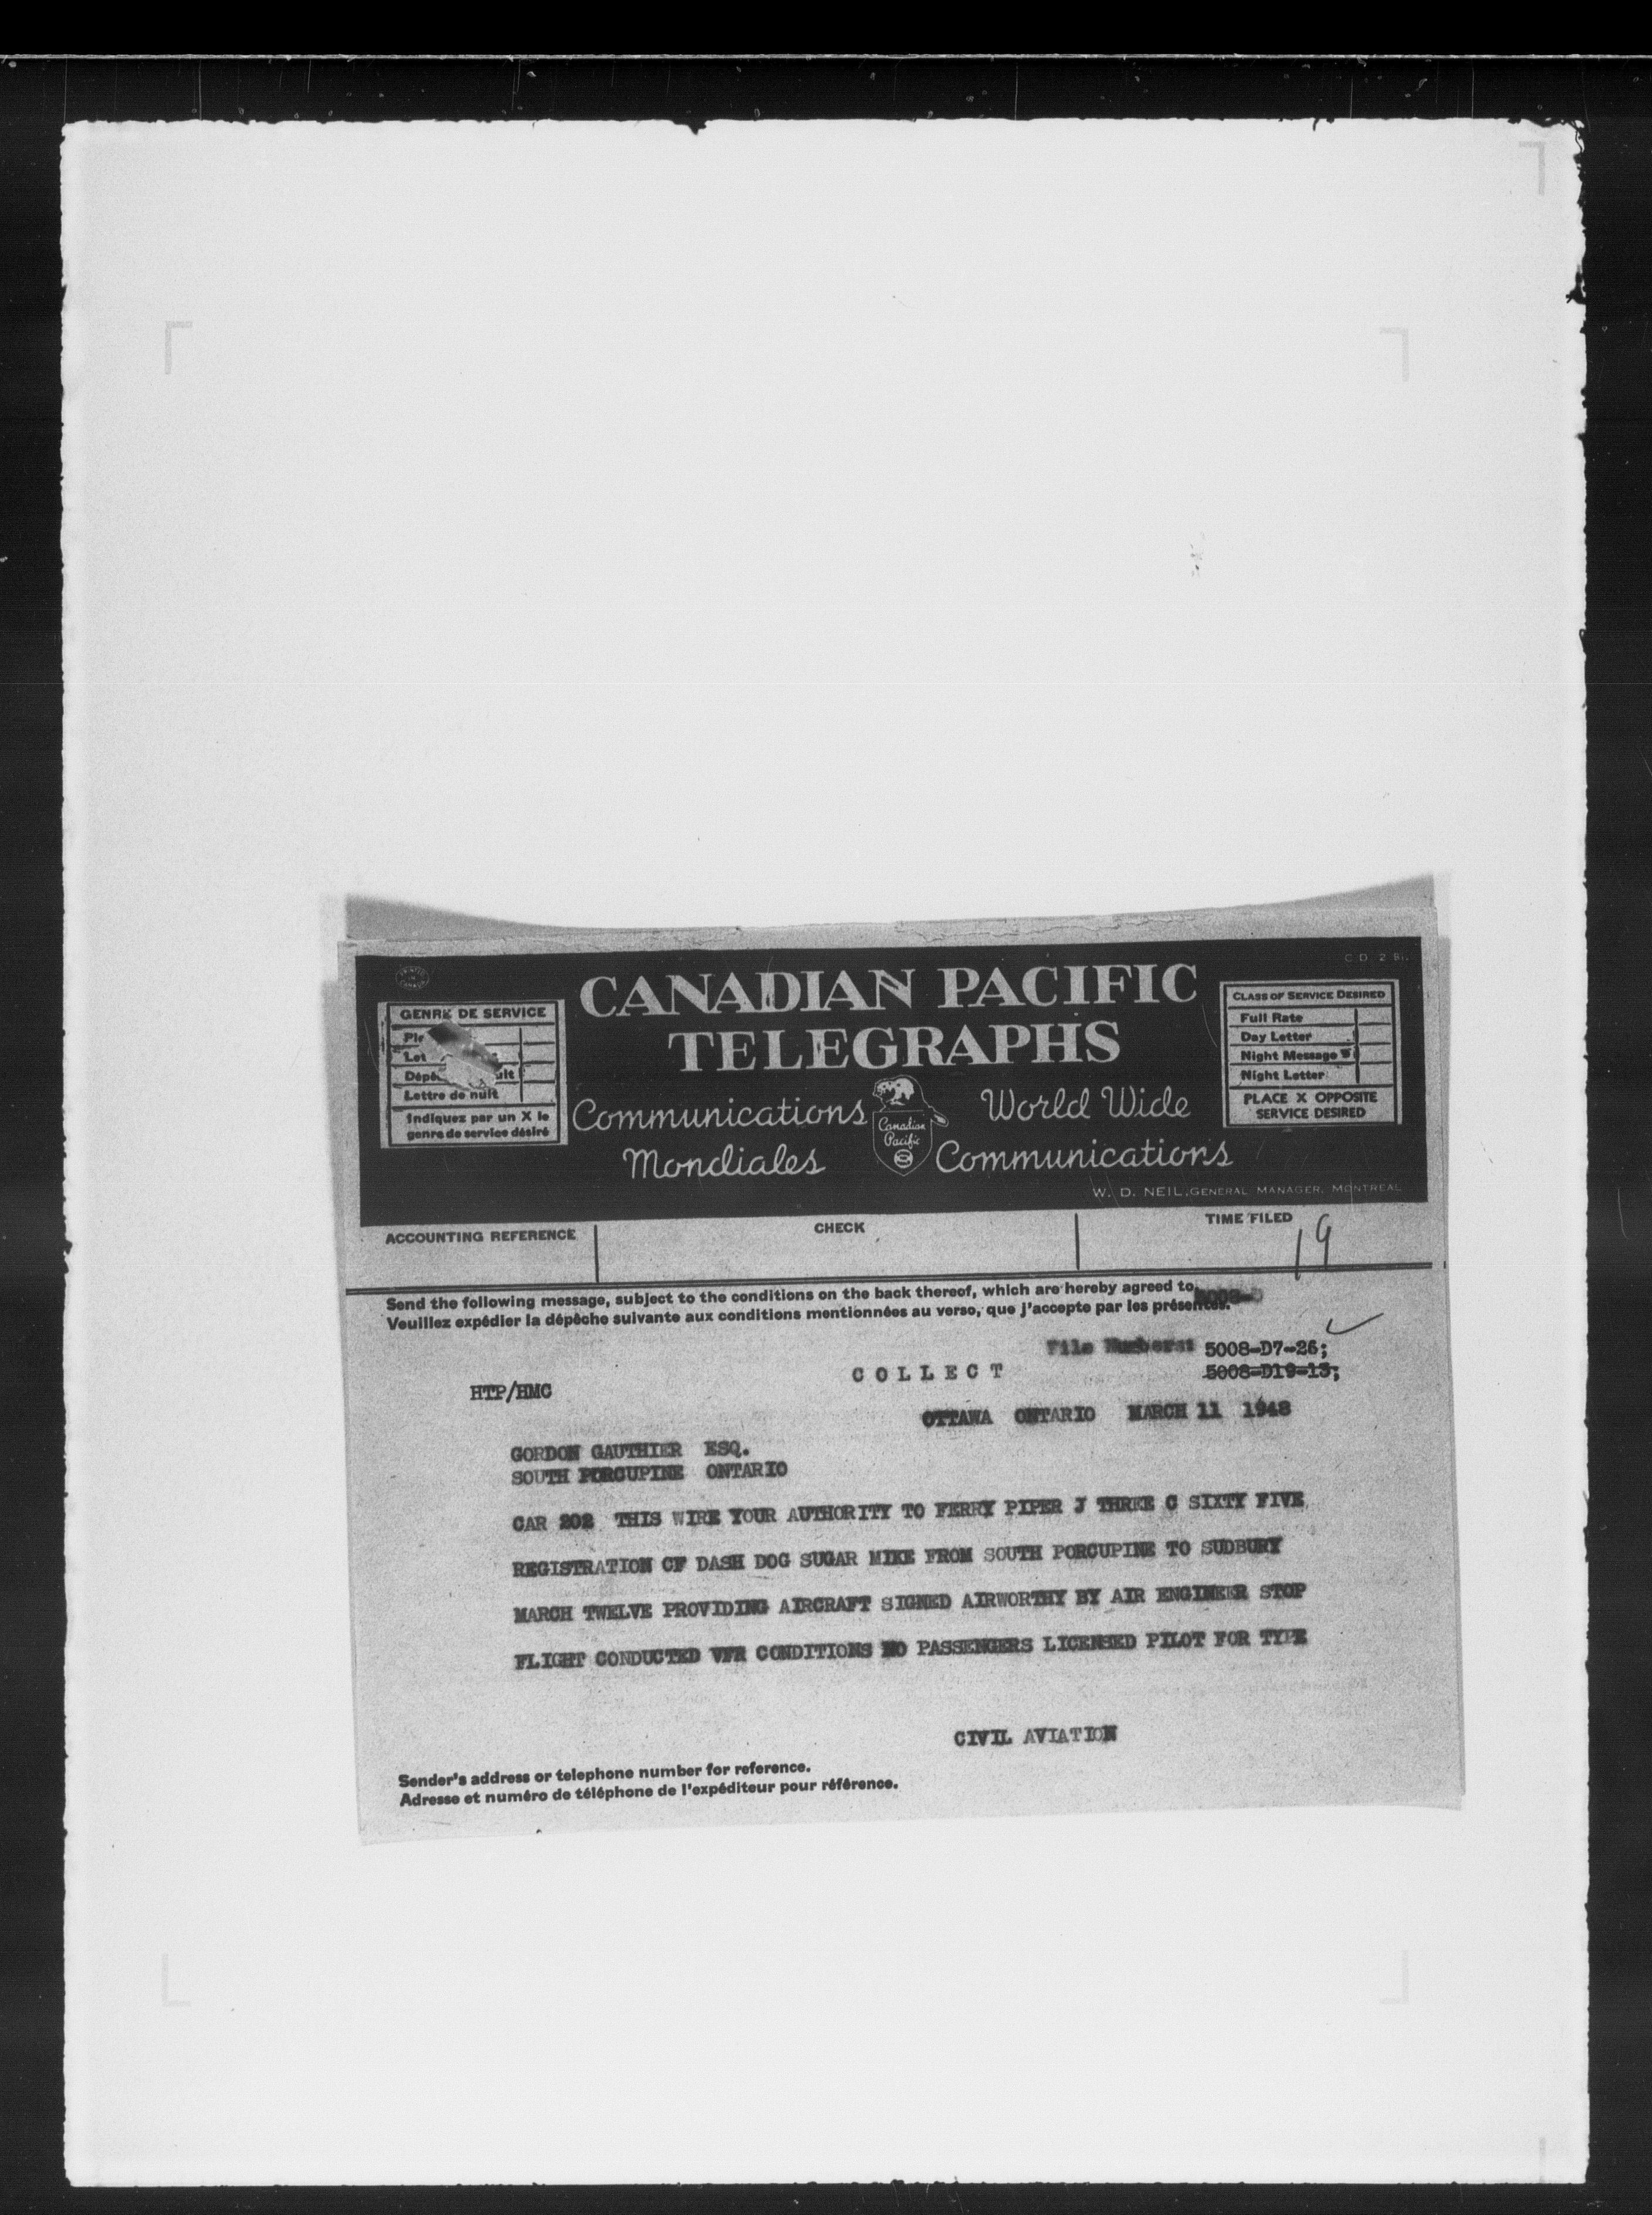 C.D. 2 Bi.
CANADIAN PACIFIC
TELEGRAPHS
GENRE DE SERVICE
Lettre de nuit
Indiquez par un X le
genre de service désiré
Communications
Mondiales
Canadian
Pacific
World Wide
Communications
CLASS OF SERVICE DESIRED
Full Rate
Day Letter
Night Message
Night Letter
PLACE X OPPOSITE
SERVICE DESIRED
W. D. NEIL, GENERAL MANAGER, MONTREAL
ACCOUNTING REFERENCE
CHECK
TIME FILED
19
Send the following message, subject to the conditions on the back thereof, which are hereby agreed to.
Veuillez expédier la dépêche suivante aux conditions mentionnées au verso, que j'accepte par les présentes.
File Numbers: 5008-D7-26;
COLLECT 5008-D19-13;
HTP/HMC
OTTAWA ONTARIO MARCH 11 1948
GORDON GAUTHIER ESQ.
SOUTH PORCUPINE ONTARIO
CAR 202 THIS WIRE YOUR AUTHORITY TO FERRY PIPER J THREE C SIXTY FIVE
REGISTRATION CF DASH DOG SUGAR MIKE FROM SOUTH PORCUPINE TO SUDBURY
MARCH TWELVE PROVIDING AIRCRAFT SIGNED AIRWORTHY BY AIR ENGINEER STOP
FLIGHT CONDUCTED VFR CONDITIONS NO PASSENGERS LICENSED PILOT FOR TYPE
CIVIL AVIATION
Sender's address or telephone number for reference.
Adresse et numéro de téléphone de l'expéditeur pour référence.